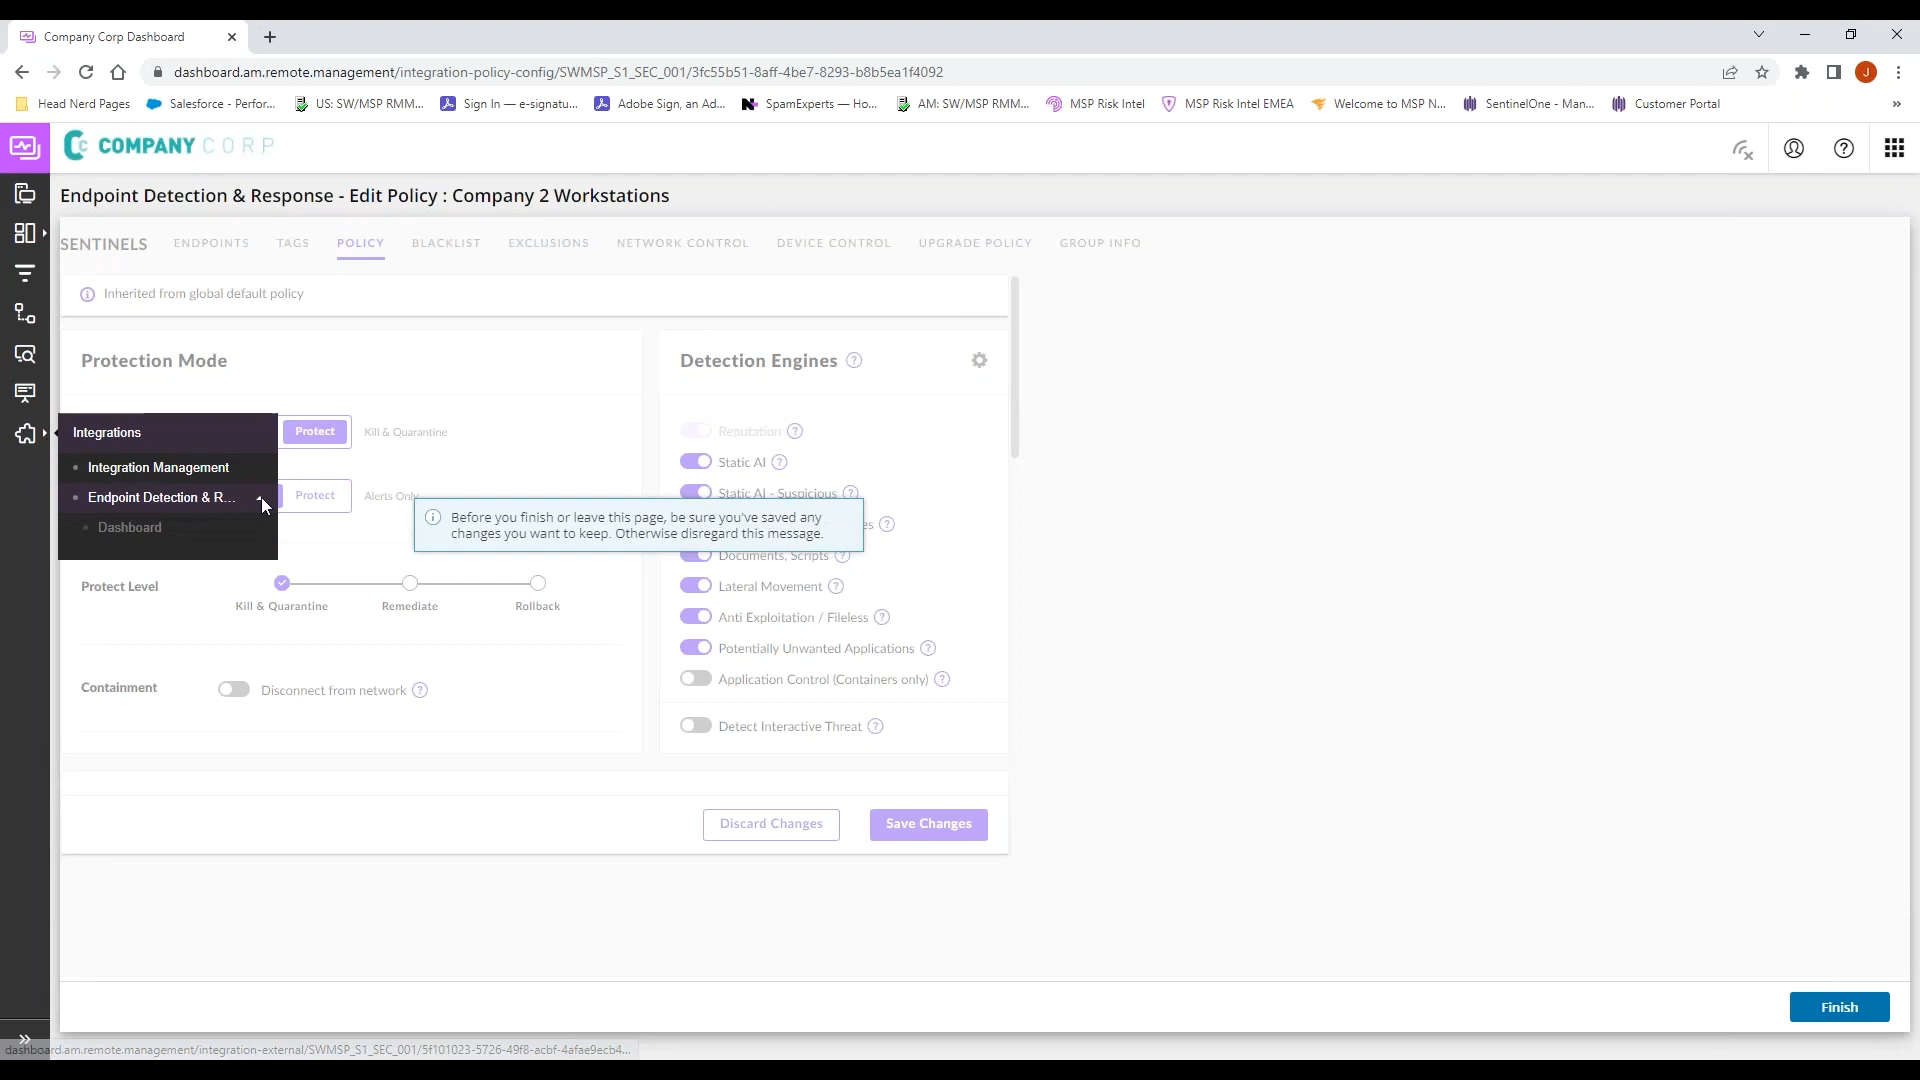 Company Corp Dashboard
dashboard.am.remote.management/integration-policy-config/SWMSP_S1_SEC_001/3fc55b51-8aff-4be7-8293-b8b5ea1f4092
J
Head Nerd Pages
Salesforce - Perfor...
US: SW/MSP RMM...
Sign In — e-signatu...
Adobe Sign, an Ad...
SpamExperts — Ho...
AM: SW/MSP RMM...
MSP Risk Intel
MSP Risk Intel EMEA
Welcome to MSP N...
SentinelOne - Man...
Customer Portal
»
COMPANY CORP
Endpoint Detection & Response - Edit Policy : Company 2 Workstations
SENTINELS
ENDPOINTS
TAGS
POLICY
BLACKLIST
EXCLUSIONS
NETWORK CONTROL
DEVICE CONTROL
UPGRADE POLICY
GROUP INFO
Inherited from global default policy
Protection Mode
Detection Engines
Integrations
Protect
Kill & Quarantine
Reputation
Static AI
Integration Management
Endpoint Detection & R...
Protect
Alerts Only
Static AI - Suspicious
Dashboard
Before you finish or leave this page, be sure you've saved any
changes you want to keep. Otherwise disregard this message.
es
Documents, Scripts
Protect Level
Kill & Quarantine
Remediate
Rollback
Lateral Movement
Anti Exploitation / Fileless
Potentially Unwanted Applications
Application Control (Containers only)
Containment
Disconnect from network
Detect Interactive Threat
Discard Changes
Save Changes
Finish
dashboard.am.remote.management/integration-external/SWMSP_S1_SEC_001/5f101023-5726-49f8-acbf-4afae9ecb4...